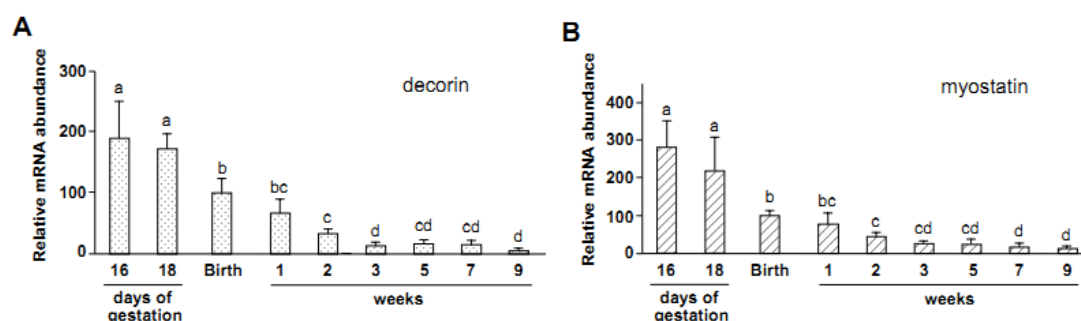 A
Relative mRNA abundance
300
200
100
0
decorin
a
a
b
bc
c
d
cd
cd
d
16 18 Birth 1 2 3 5 7 9
days of
gestation
weeks
B
Relative mRNA abundance
400
300
200
100
0
myostatin
a
a
b
bc
c
cd
cd
d
d
16 18 Birth 1 2 3 5 7 9
days of
gestation
weeks